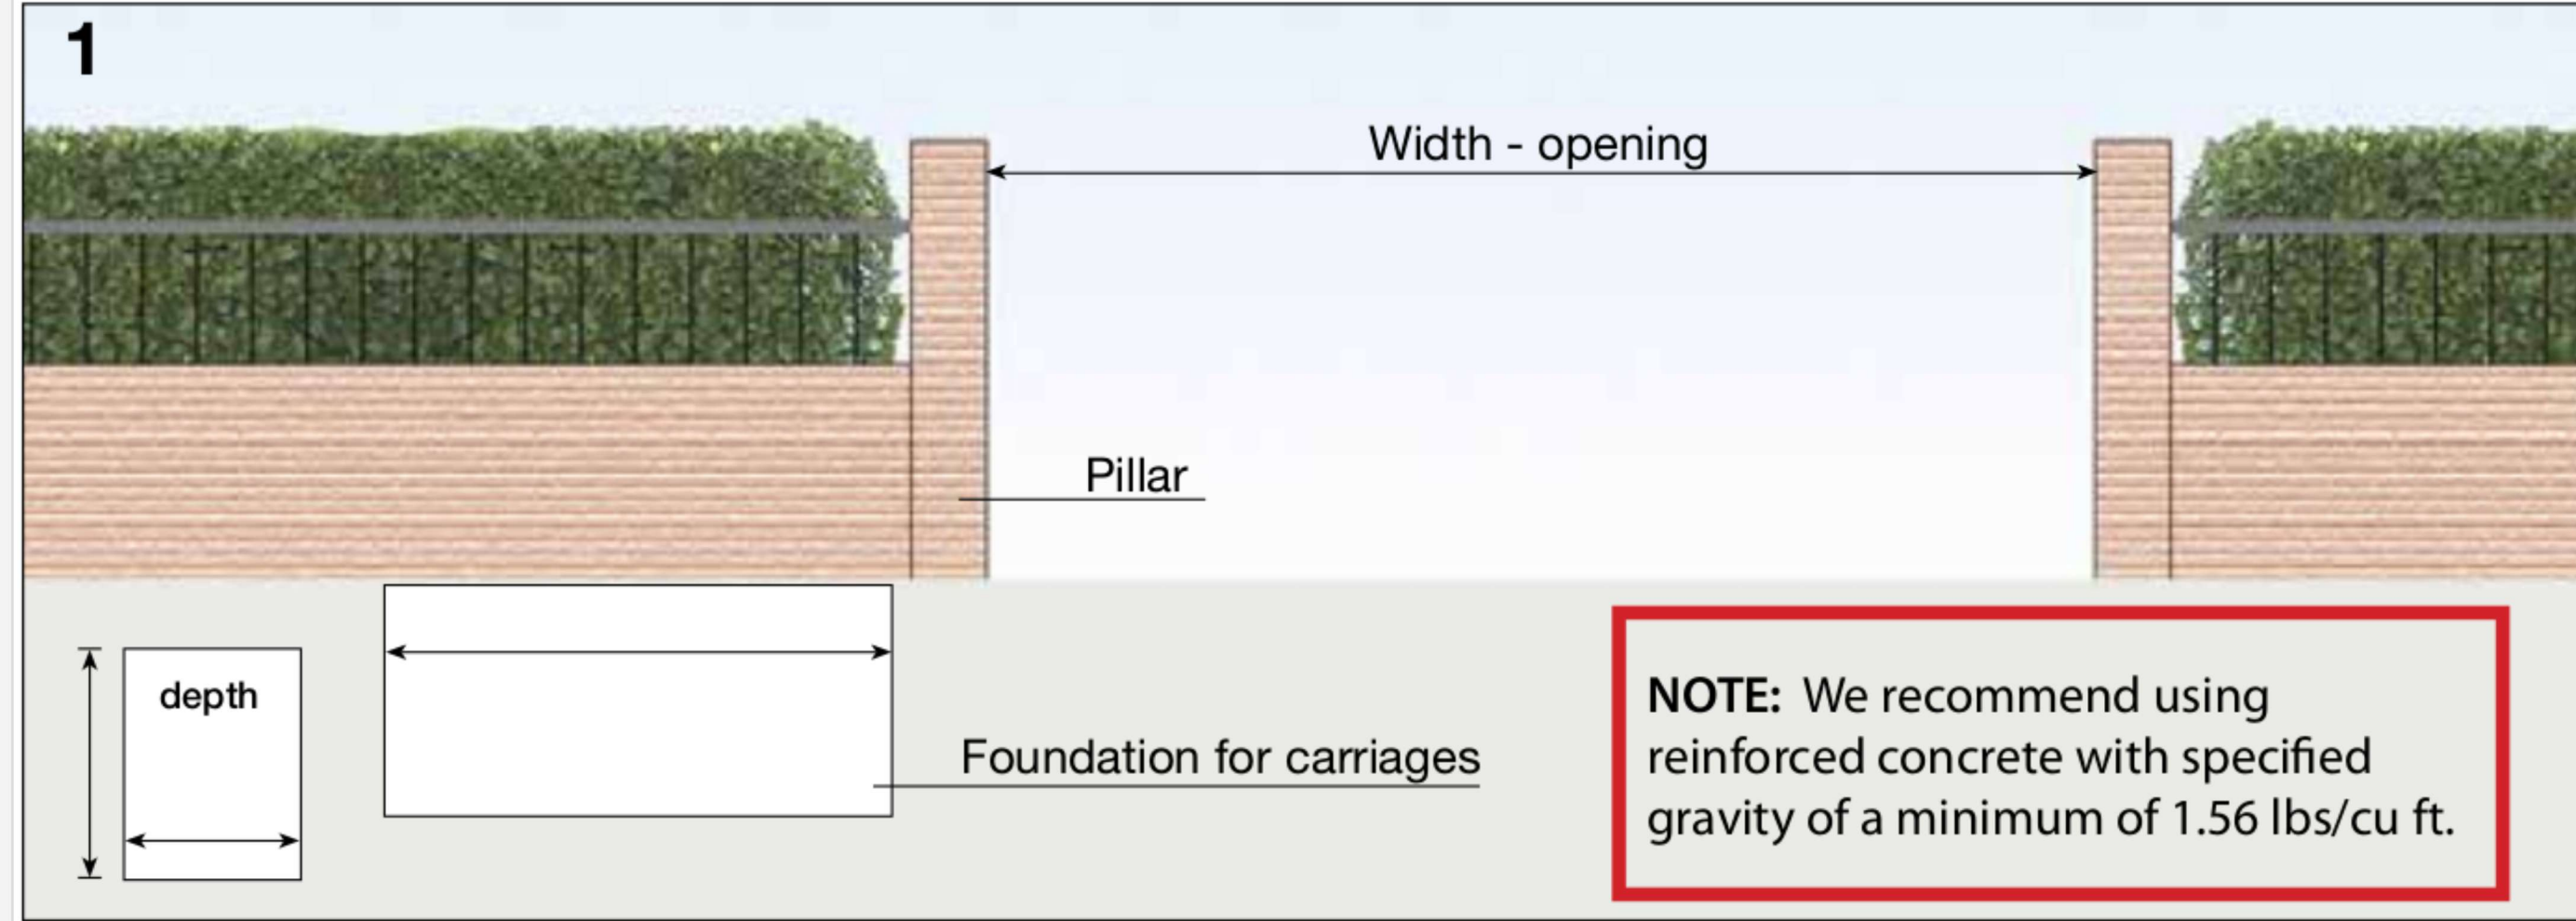 1
Width - opening
Pillar
depth
Foundation for carriages
NOTE: We recommend using
reinforced concrete with specified
gravity of a minimum of 1.56 lbs/cu ft.